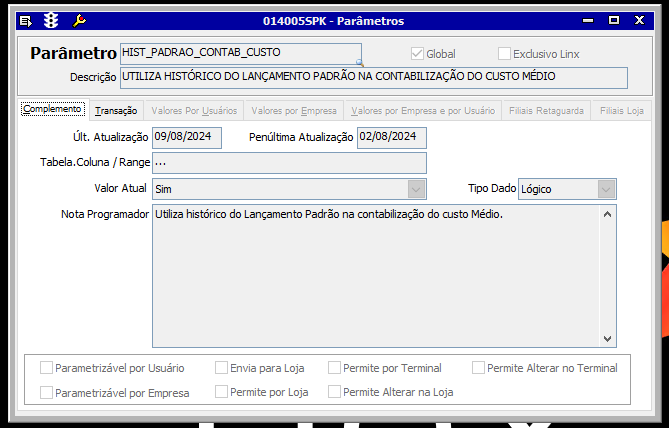 014005SPK - Parâmetros
Parâmetro HIST_PADRAO_CONTAB_CUSTO Global Exclusivo Linx
Descrição UTILIZA HISTÓRICO DO LANÇAMENTO PADRÃO NA CONTABILIZAÇÃO DO CUSTO MÉDIO
Complemento Transação Valores Por Usuários Valores por Empresa Valores por Empresa e por Usuário Filiais Retaguarda Filiais Loja
Últ. Atualização 09/08/2024 Penúltima Atualização 02/08/2024
Tabela.Coluna / Range ...
Valor Atual Sim Tipo Dado Lógico
Nota Programador Utiliza histórico do Lançamento Padrão na contabilização do custo Médio.
Parametrizável por Usuário Envia para Loja Permite por Terminal Permite Alterar no Terminal
Parametrizável por Empresa Permite por Loja Permite Alterar na Loja